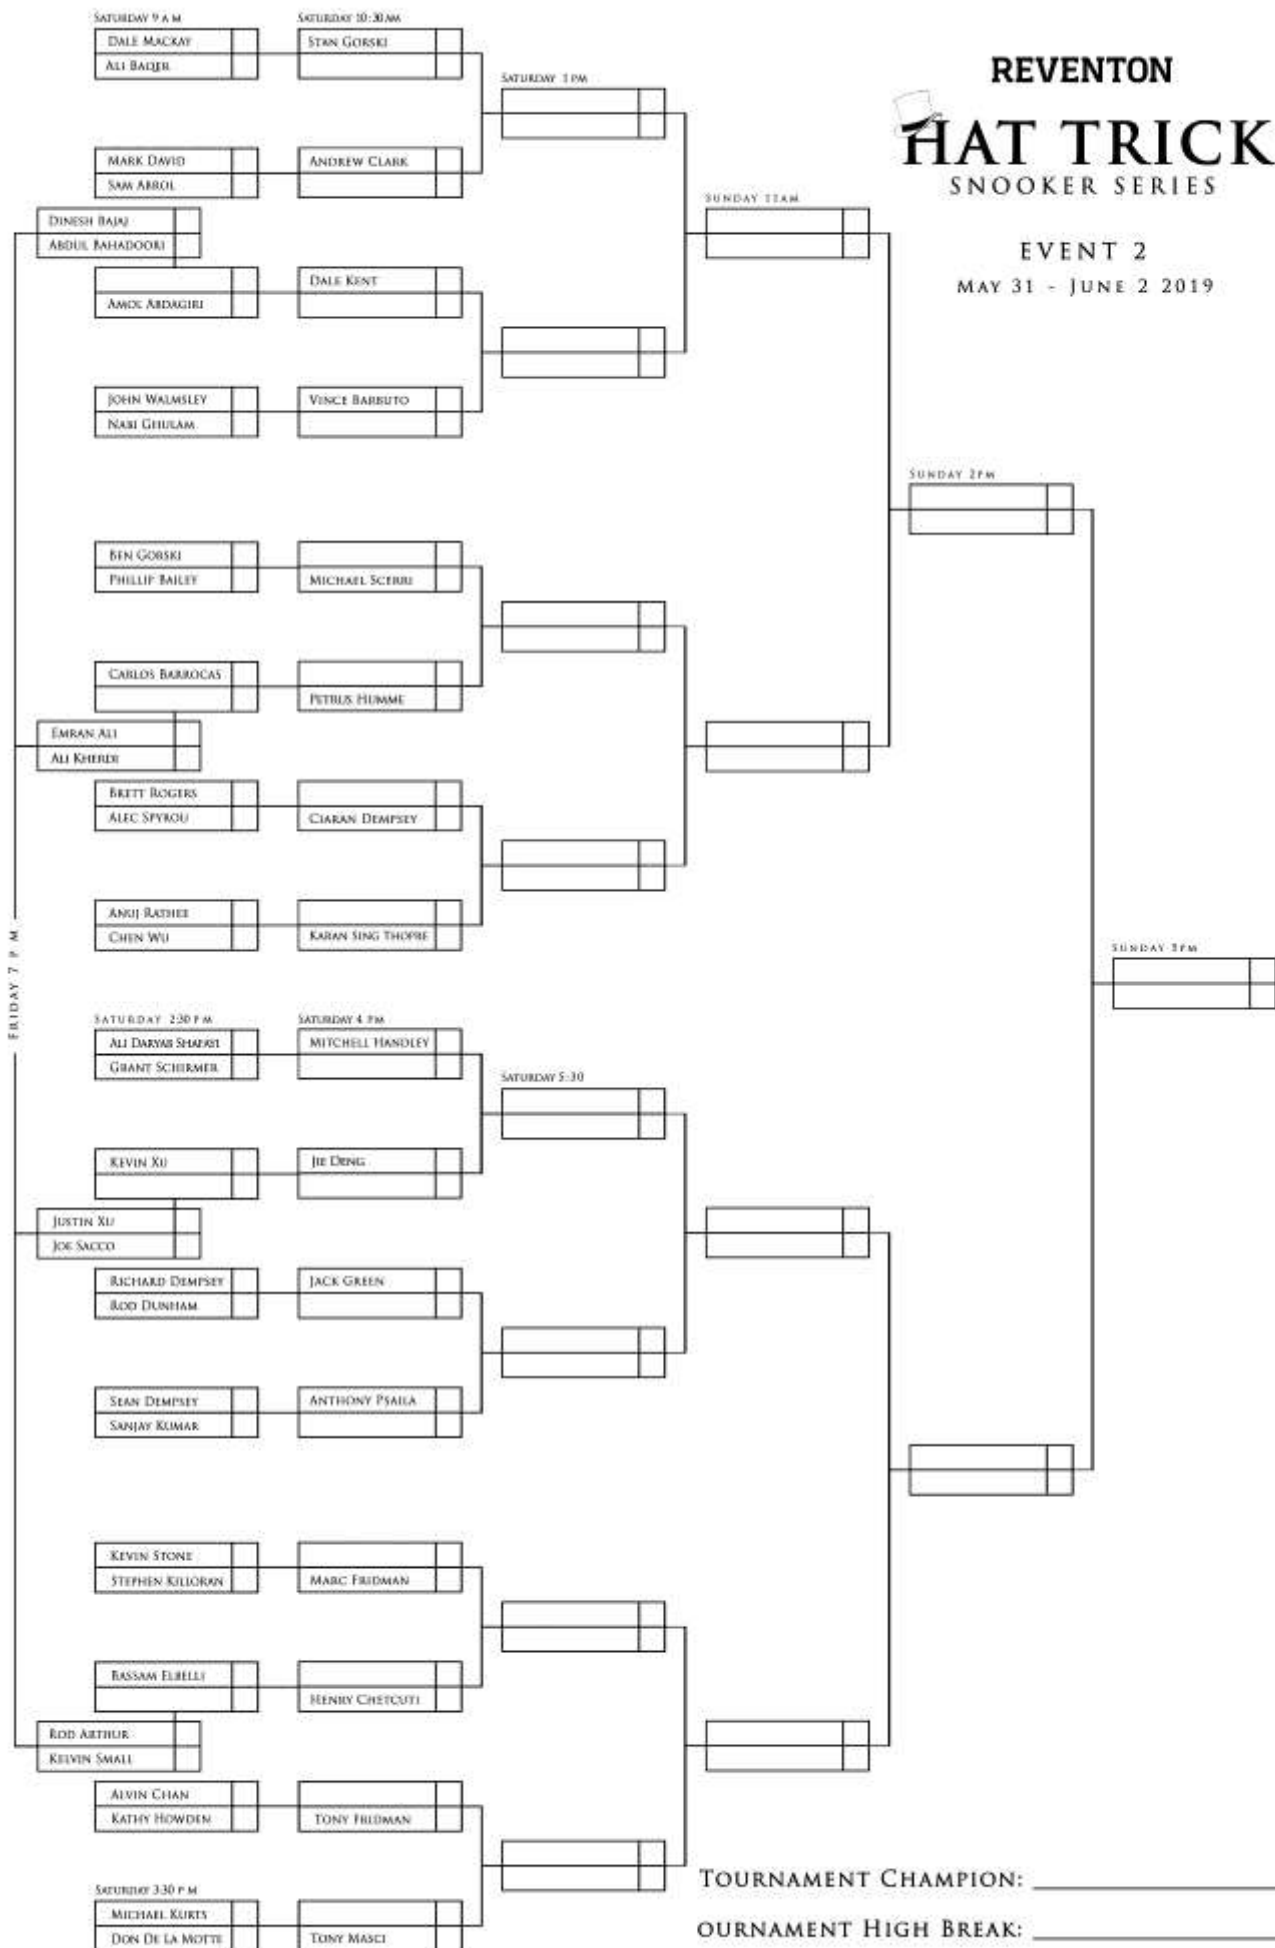 REVENTON
HAT TRICK
SNOOKER SERIES
EVENT 2
MAY 31 - JUNE 2 2019
FRIDAY 7 P M
DINESH BAJAJ
ABDUL BAHADOORI
EMRAN ALI
ALI KHERDI
JUSTIN XU
JOE SACCO
ROD ARTHUR
KELVIN SMALL
SATURDAY 9 A M
DALE MACKAY
ALI BAQER
MARK DAVID
SAM ABROL
AMOL ABDAGIRI
JOHN WALMSLEY
NABI GHULAM
BEN GORSKI
PHILLIP BAILEY
CARLOS BARROCAS
BRETT ROGERS
ALEC SPYROU
ANUJ RATHEE
CHEN WU
SATURDAY 2:30 P M
ALI DARYAB SHAFAYI
GRANT SCHIRMER
KEVIN XU
RICHARD DEMPSEY
ROD DUNHAM
SEAN DEMPSEY
SANJAY KUMAR
KEVIN STONE
STEPHEN KILLORAN
BASSAM ELBELLI
ALVIN CHAN
KATHY HOWDEN
SATURDAY 3:30 P M
MICHAEL KURTS
DON DE LA MOTTE
SATURDAY 10:30 AM
STAN GORSKI
ANDREW CLARK
DALE KENT
VINCE BARBUTO
MICHAEL SCERRI
PETRUS HUMME
CIARAN DEMPSEY
KARAN SING THOPRE
SATURDAY 4 PM
MITCHELL HANDLEY
JIE DENG
JACK GREEN
ANTHONY PSAILA
MARC FRIDMAN
HENRY CHETCUTI
TONY FRIDMAN
TONY MASCI
SATURDAY 1 PM
SATURDAY 5:30
SUNDAY 11AM
SUNDAY 2PM
SUNDAY 5PM
TOURNAMENT CHAMPION:
OURNAMENT HIGH BREAK: